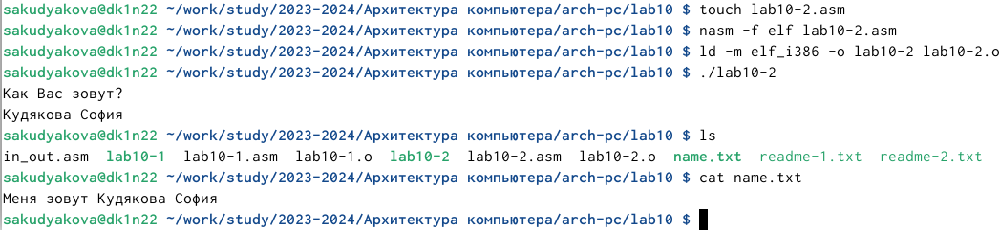 sakudyakova@dk1n22 ~/work/study/2023-2024/Архитектура компьютера/arch-pc/lab10 $ touch lab10-2.asm
sakudyakova@dk1n22 ~/work/study/2023-2024/Архитектура компьютера/arch-pc/lab10 $ nasm -f elf lab10-2.asm
sakudyakova@dk1n22 ~/work/study/2023-2024/Архитектура компьютера/arch-pc/lab10 $ ld -m elf_i386 -o lab10-2 lab10-2.o
sakudyakova@dk1n22 ~/work/study/2023-2024/Архитектура компьютера/arch-pc/lab10 $ ./lab10-2
Как Вас зовут?
Кудякова София
sakudyakova@dk1n22 ~/work/study/2023-2024/Архитектура компьютера/arch-pc/lab10 $ ls
in_out.asm  lab10-1  lab10-1.asm  lab10-1.o  lab10-2  lab10-2.asm  lab10-2.o  name.txt  readme-1.txt  readme-2.txt
sakudyakova@dk1n22 ~/work/study/2023-2024/Архитектура компьютера/arch-pc/lab10 $ cat name.txt
Меня зовут Кудякова София
sakudyakova@dk1n22 ~/work/study/2023-2024/Архитектура компьютера/arch-pc/lab10 $